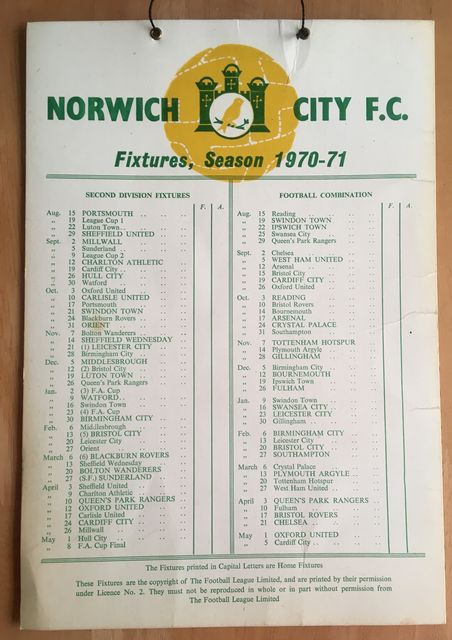 NORWICH CITY F.C.
Fixtures, Season 1970-71
SECOND DIVISION FIXTURES
F. A.
Aug. 15 PORTSMOUTH .. .. ..
„ 19 League Cup 1 .. .. ..
„ 22 Luton Town .. .. ..
„ 29 SHEFFIELD UNITED .. ..
Sept. 2 MILLWALL .. .. ..
„ 5 Sunderland .. .. ..
„ 9 League Cup 2 .. .. ..
„ 12 CHARLTON ATHLETIC ..
„ 19 Cardiff City .. .. ..
„ 26 HULL CITY .. .. ..
„ 30 Watford .. .. ..
Oct. 3 Oxford United .. .. ..
„ 10 CARLISLE UNITED .. ..
„ 17 Portsmouth .. .. ..
„ 21 SWINDON TOWN .. ..
„ 24 Blackburn Rovers .. ..
„ 31 ORIENT .. .. ..
Nov. 7 Bolton Wanderers .. ..
„ 14 SHEFFIELD WEDNESDAY ..
„ 21 (1) LEICESTER CITY .. ..
„ 28 Birmingham City .. ..
Dec. 5 MIDDLESBROUGH .. ..
„ 12 (2) Bristol City .. ..
„ 19 LUTON TOWN .. ..
„ 26 Queen's Park Rangers .. ..
Jan. 2 (3) F.A. Cup .. .. ..
„ 9 WATFORD .. .. ..
„ 16 Swindon Town .. .. ..
„ 23 (4) F.A. Cup .. .. ..
„ 30 BIRMINGHAM CITY .. ..
Feb. 6 Middlesbrough .. ..
„ 13 (5) BRISTOL CITY .. ..
„ 20 Leicester City .. ..
„ 27 Orient .. .. ..
March 6 (6) BLACKBURN ROVERS ..
„ 13 Sheffield Wednesday .. ..
„ 20 BOLTON WANDERERS ..
„ 27 (S.F.) SUNDERLAND .. ..
April 3 Sheffield United .. ..
„ 9 Charlton Athletic .. ..
„ 10 QUEEN'S PARK RANGERS ..
„ 12 OXFORD UNITED .. ..
„ 17 Carlisle United .. ..
„ 24 CARDIFF CITY .. ..
„ 26 Millwall .. .. ..
May 1 Hull City .. .. ..
„ 8 F.A. Cup Final .. ..
FOOTBALL COMBINATION
F. A.
Aug. 15 Reading .. .. ..
„ 19 SWINDON TOWN .. ..
„ 22 IPSWICH TOWN .. ..
„ 25 Swansea City .. ..
„ 29 Queen's Park Rangers ..
Sept. 2 Chelsea .. .. ..
„ 5 WEST HAM UNITED ..
„ 12 Arsenal .. .. ..
„ 15 Bristol City .. ..
„ 19 CARDIFF CITY .. ..
„ 26 Oxford United .. ..
Oct. 3 READING .. .. ..
„ 10 Bristol Rovers .. ..
„ 14 Bournemouth .. ..
„ 17 ARSENAL .. .. ..
„ 24 CRYSTAL PALACE ..
„ 31 Southampton .. ..
Nov. 7 TOTTENHAM HOTSPUR
„ 14 Plymouth Argyle .. ..
„ 28 GILLINGHAM .. ..
Dec. 5 Birmingham City .. ..
„ 12 BOURNEMOUTH .. ..
„ 19 Ipswich Town .. ..
„ 26 FULHAM .. .. ..
Jan. 9 Swindon Town .. ..
„ 16 SWANSEA CITY .. ..
„ 23 LEICESTER CITY .. ..
„ 30 Gillingham .. .. ..
Feb. 6 BIRMINGHAM CITY ..
„ 13 Leicester City .. ..
„ 20 BRISTOL CITY .. ..
„ 27 SOUTHAMPTON .. ..
March 6 Crystal Palace .. ..
„ 13 PLYMOUTH ARGYLE ..
„ 20 Tottenham Hotspur ..
„ 27 West Ham United .. ..
April 3 QUEEN'S PARK RANGERS ..
„ 10 Fulham .. .. ..
„ 17 BRISTOL ROVERS .. ..
„ 21 CHELSEA .. .. ..
May 1 OXFORD UNITED .. ..
„ 5 Cardiff City .. ..
The Fixtures printed in Capital Letters are Home Fixtures
These Fixtures are the copyright of The Football League Limited, and are printed by their permission
under Licence No. 2. They must not be reproduced in whole or in part without permission from
The Football League Limited